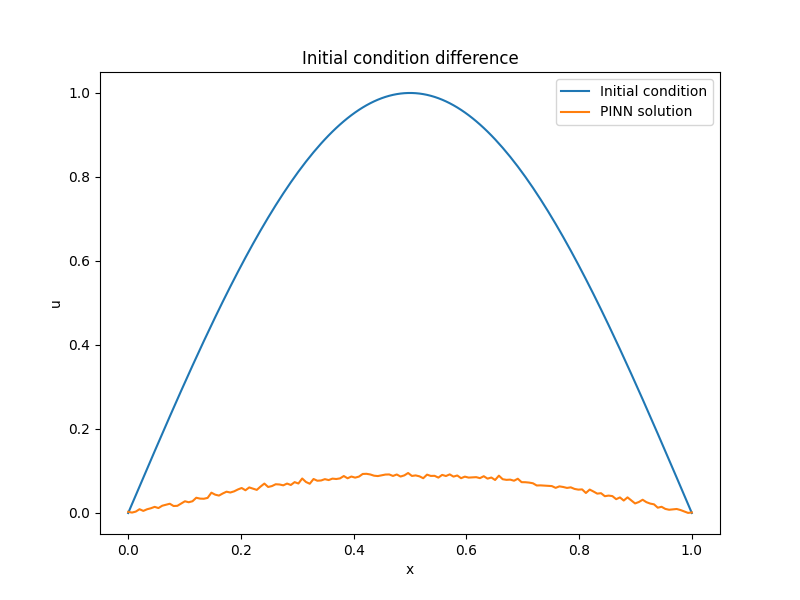 Initial condition difference
Initial condition
PINN solution
1.0
0.8
0.6
0.4
0.2
0.0
u
0.0 0.2 0.4 0.6 0.8 1.0
x